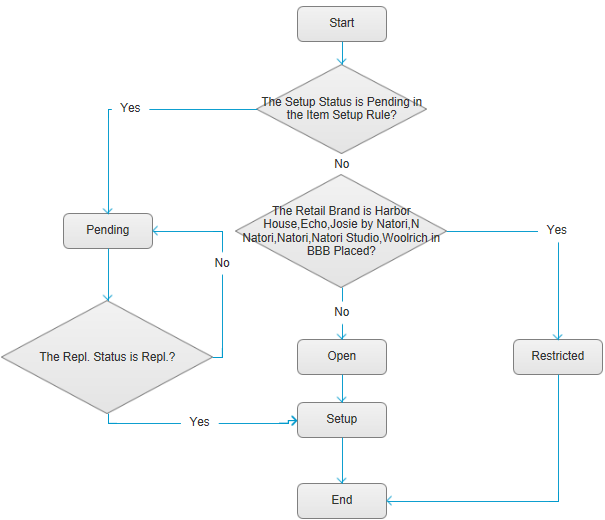 Start
The Setup Status is Pending in
the Item Setup Rule?
Yes
No
The Retail Brand is Harbor
House,Echo,Josie by Natori,N
Natori,Natori,Natori Studio,Woolrich in
BBB Placed?
Yes
Pending
No
No
The Repl. Status is Repl.?
Open
Restricted
Yes
Setup
End